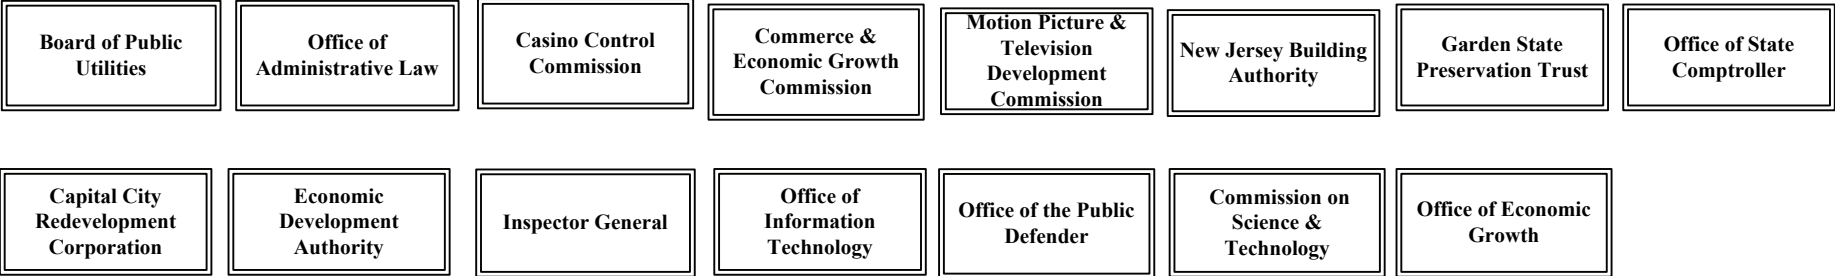 Board of Public
Utilities
Office of
Administrative Law
Casino Control
Commission
Commerce &
Economic Growth
Commission
Motion Picture &
Television
Development
Commission
New Jersey Building
Authority
Garden State
Preservation Trust
Office of State
Comptroller
Capital City
Redevelopment
Corporation
Economic
Development
Authority
Inspector General
Office of
Information
Technology
Office of the Public
Defender
Commission on
Science &
Technology
Office of Economic
Growth